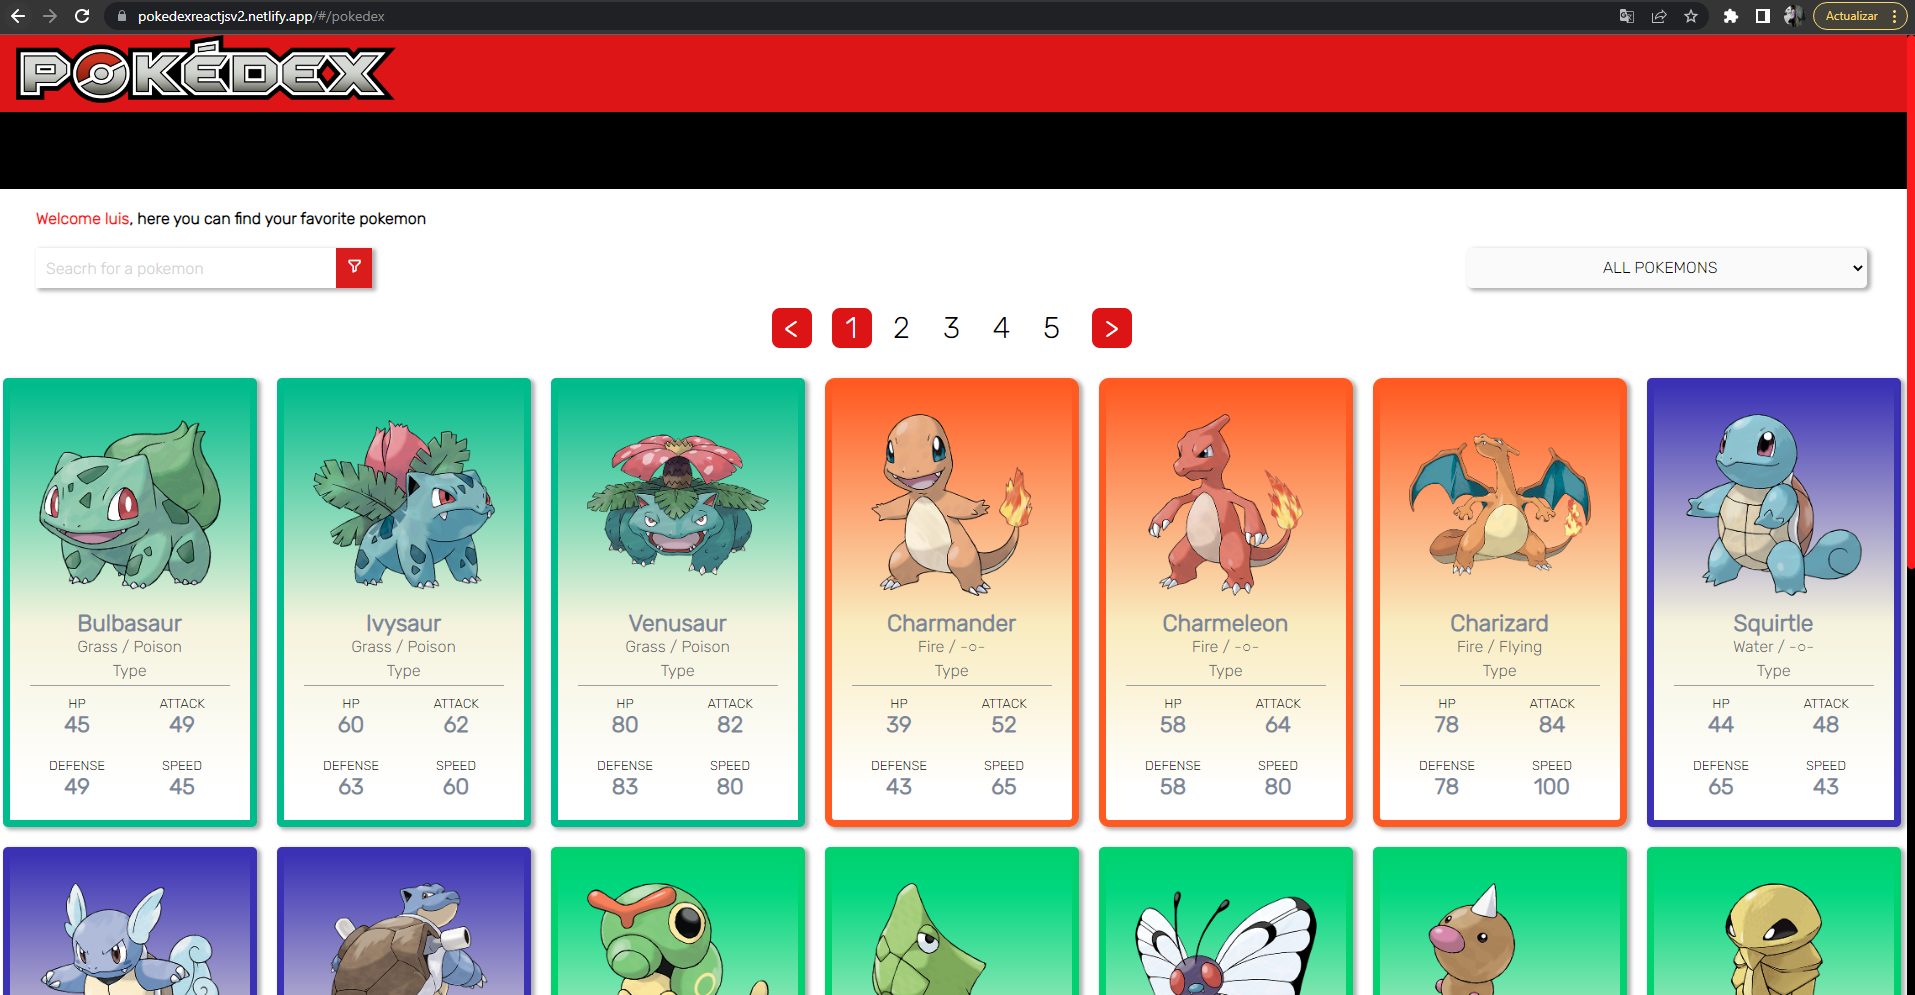 pokedexreactjsv2.netlify.app/#/pokedex
Actualizar
POKÉDEX
Welcome luis, here you can find your favorite pokemon
Seacrh for a pokemon
ALL POKEMONS
< 1 2 3 4 5 >
Bulbasaur
Grass / Poison
Type
HP ATTACK
45 49
DEFENSE SPEED
49 45
Ivysaur
Grass / Poison
Type
HP ATTACK
60 62
DEFENSE SPEED
63 60
Venusaur
Grass / Poison
Type
HP ATTACK
80 82
DEFENSE SPEED
83 80
Charmander
Fire / -○-
Type
HP ATTACK
39 52
DEFENSE SPEED
43 65
Charmeleon
Fire / -○-
Type
HP ATTACK
58 64
DEFENSE SPEED
58 80
Charizard
Fire / Flying
Type
HP ATTACK
78 84
DEFENSE SPEED
78 100
Squirtle
Water / -○-
Type
HP ATTACK
44 48
DEFENSE SPEED
65 43